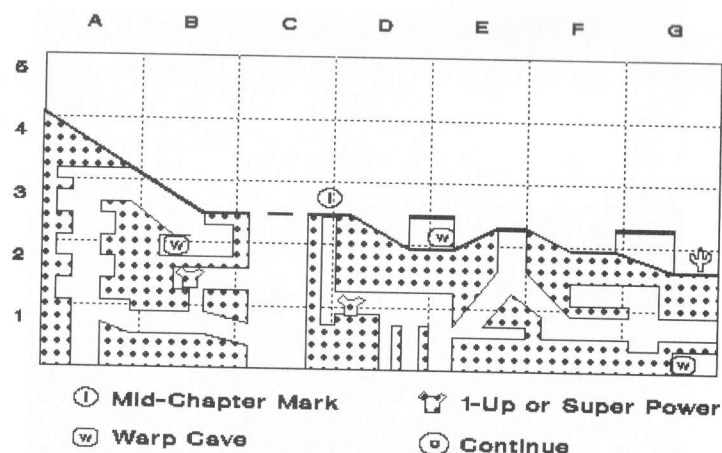 A B C D E F G
5
4
3
2
1
I
W
W
W
I Mid-Chapter Mark
1-Up or Super Power
W Warp Cave
Continue